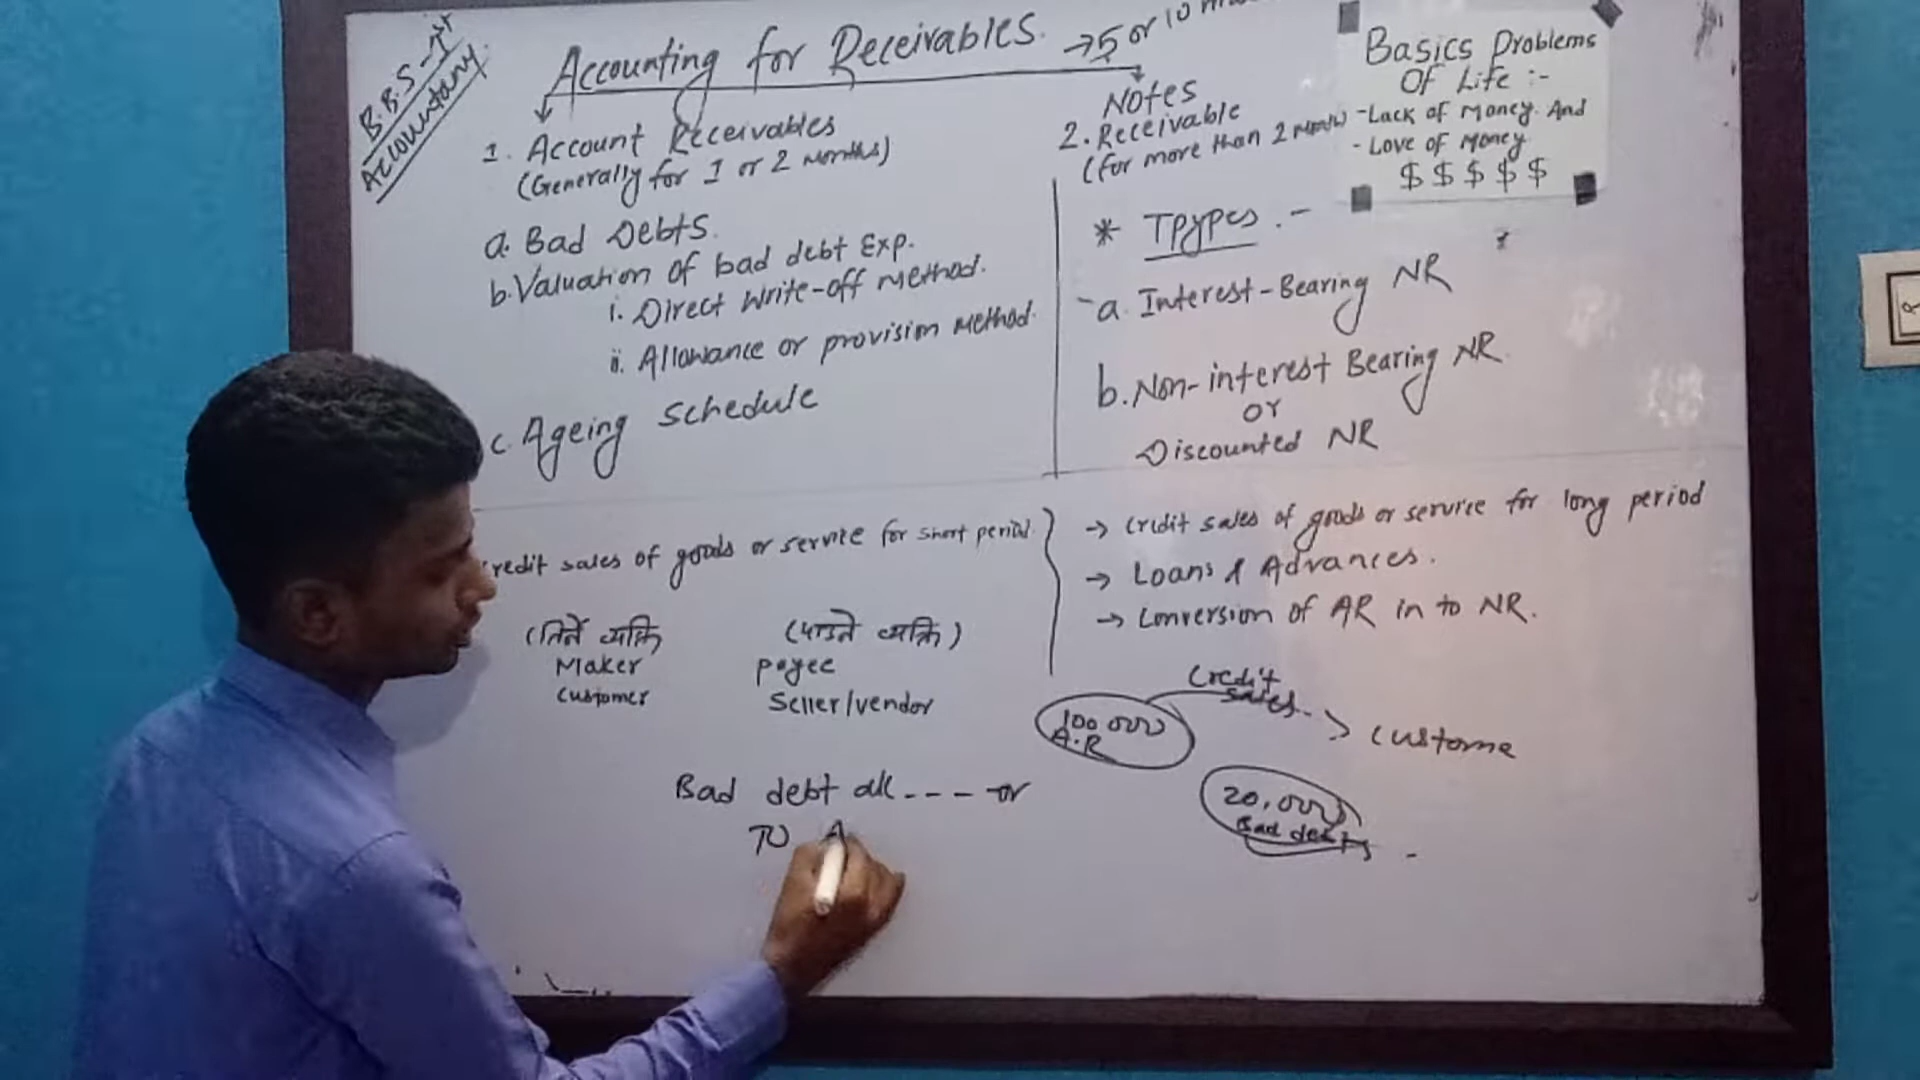 B.B.S - 1st
Accountany
Accounting for Receivables. → 5 or 10
1. Account Receivables
(Generally for 1 or 2 months)
a. Bad Debts.
b. Valuation of bad debt Exp.
i. Direct Write-off method.
ii. Allowance or provision method.
c. Ageing Schedule
Notes
2. Receivable
(for more than 2 months)
* Tpypes :-
a. Interest-Bearing NR
b. Non-interest Bearing NR
or
Discounted NR
Basics Problems
Of Life :-
- Lack of Money. And
- Love of Money
$ $ $ $ $
redit sales of goods or service for short period.
(तिर्ने व्यक्ति
Maker
customer
(पाउने व्यक्ति)
payee
Seller/vendor
→ credit sales of goods or service for long period
→ Loans & Advances.
→ Conversion of AR in to NR.
Credit
sales
100,000
A.R
> custome
20,000
Bad debts
Bad debt a/c - - - - Dr
To A